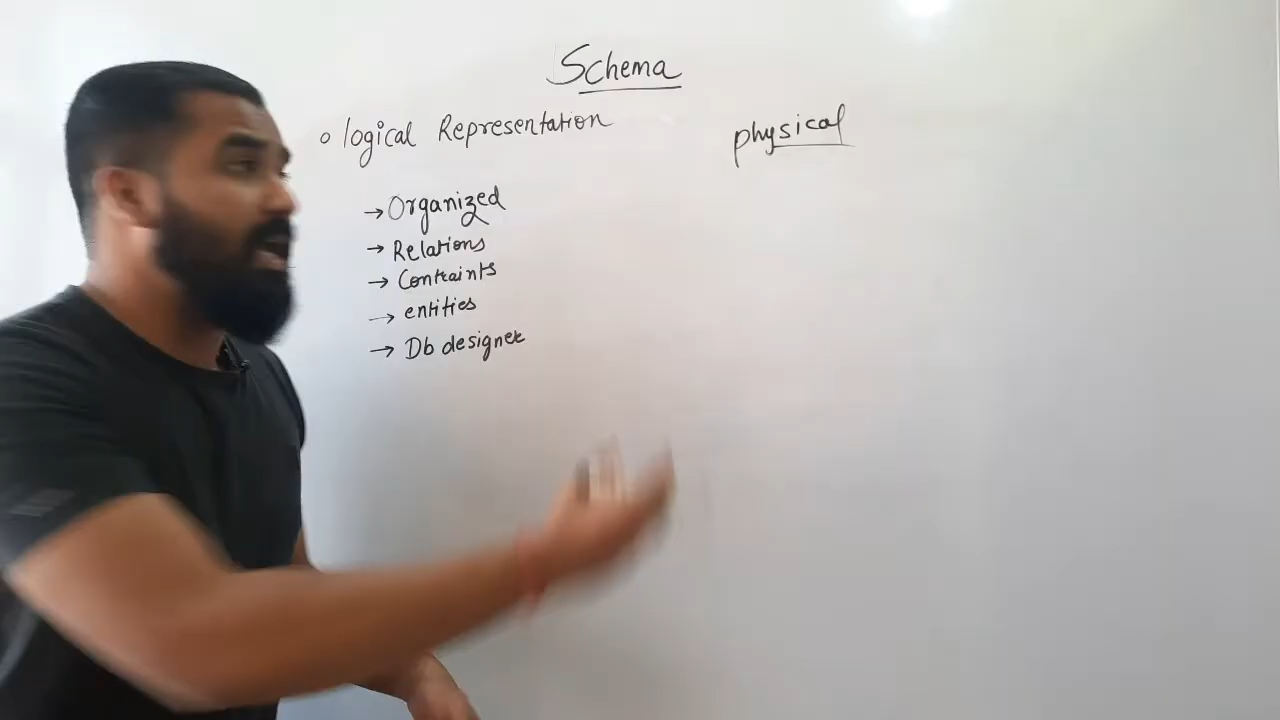 Schema
o logical Representation
physical
→ Organized
→ Relations
→ Contraints
→ entities
→ Db designer